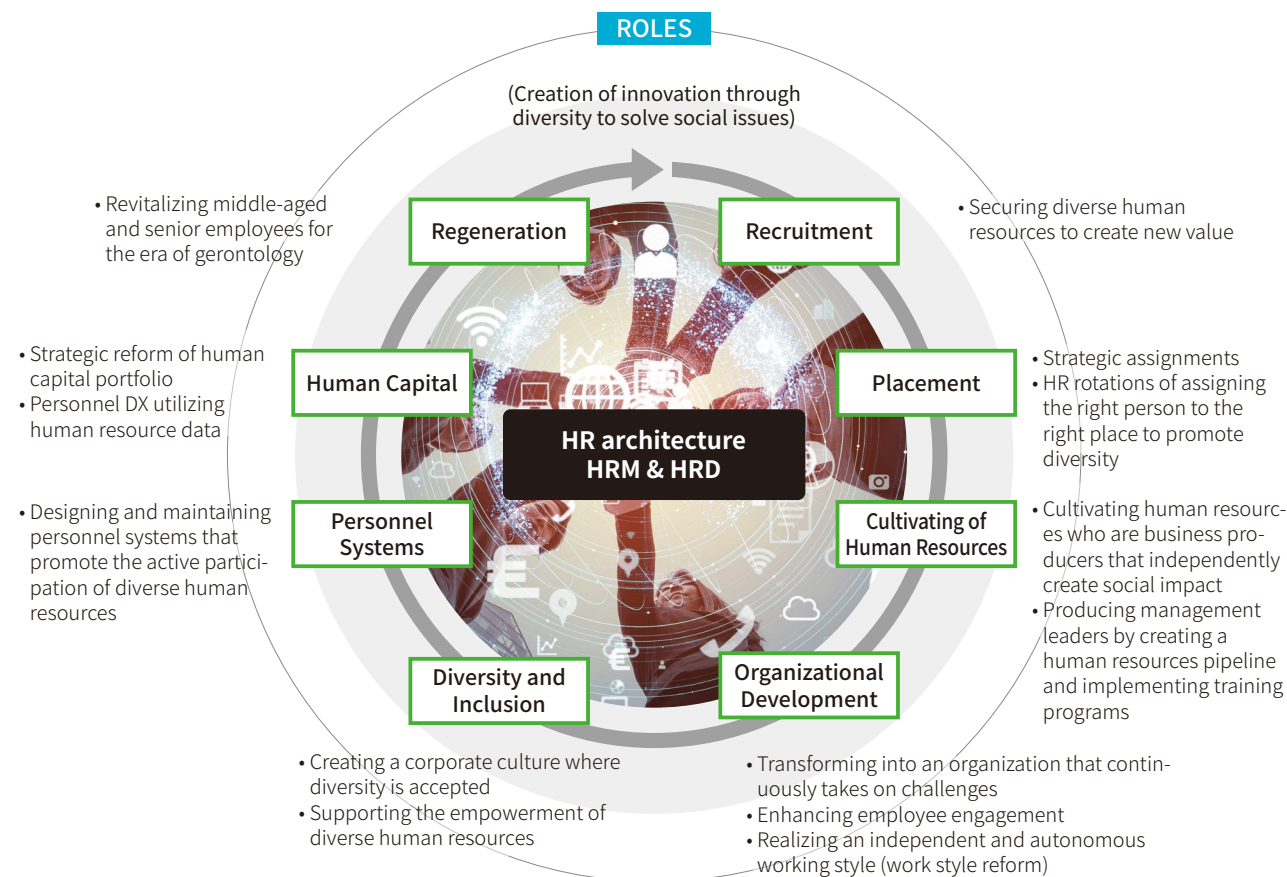 ROLES
(Creation of innovation through
diversity to solve social issues)
Regeneration
• Revitalizing middle-aged
and senior employees for
the era of gerontology
Recruitment
• Securing diverse human
resources to create new value
Human Capital
• Strategic reform of human
capital portfolio
• Personnel DX utilizing
human resource data
Placement
• Strategic assignments
• HR rotations of assigning
the right person to the
right place to promote
diversity
HR architecture
HRM & HRD
Personnel
Systems
• Designing and maintaining
personnel systems that
promote the active partici-
pation of diverse human
resources
Cultivating of
Human Resources
• Cultivating human resourc-
es who are business pro-
ducers that independently
create social impact
• Producing management
leaders by creating a
human resources pipeline
and implementing training
programs
Diversity and
Inclusion
• Creating a corporate culture where
diversity is accepted
• Supporting the empowerment of
diverse human resources
Organizational
Development
• Transforming into an organization that contin-
uously takes on challenges
• Enhancing employee engagement
• Realizing an independent and autonomous
working style (work style reform)